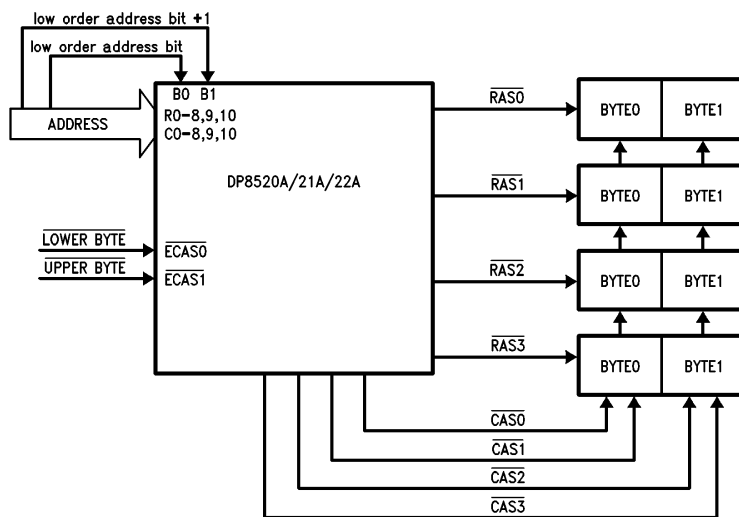 low order address bit +1
low order address bit
B0 B1
ADDRESS
R0-8,9,10
C0-8,9,10
DP8520A/21A/22A
LOWER BYTE
ECAS0
UPPER BYTE
ECAS1
RAS0
BYTE0 BYTE1
RAS1
BYTE0 BYTE1
RAS2
BYTE0 BYTE1
RAS3
BYTE0 BYTE1
CAS0
CAS1
CAS2
CAS3